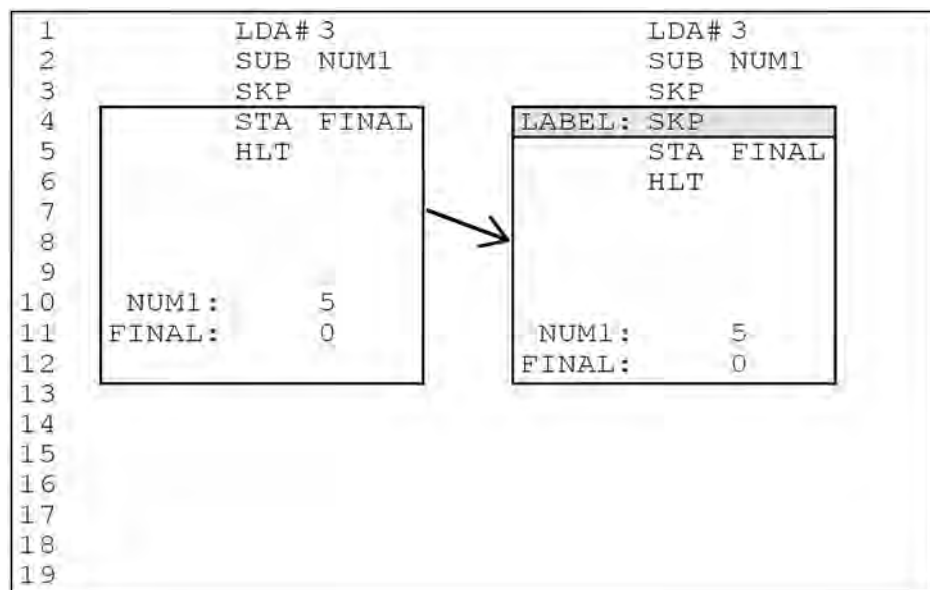 1 LDA# 3 LDA# 3
2 SUB NUM1 SUB NUM1
3 SKP SKP
4 STA FINAL LABEL: SKP
5 HLT STA FINAL
6 HLT
7
8
9
10 NUM1: 5
11 FINAL: 0 NUM1: 5
12 FINAL: 0
13
14
15
16
17
18
19